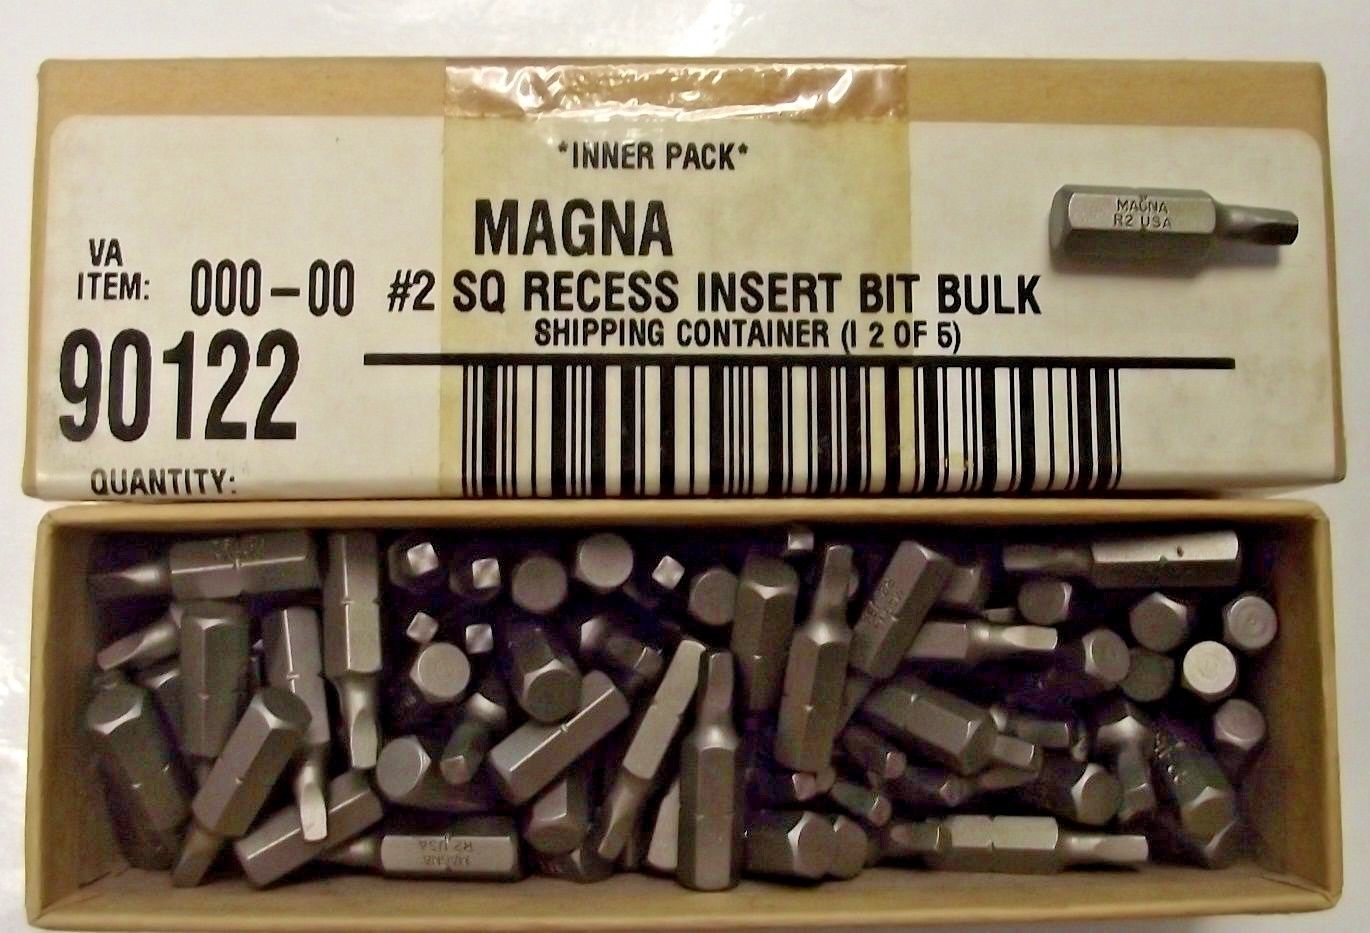 *INNER PACK*
MAGNA
VA
ITEM: 000-00 #2 SQ RECESS INSERT BIT BULK
SHIPPING CONTAINER (I 2 OF 5)
90122
QUANTITY:
MAGNA
R2 USA
MAGNA
R2 USA